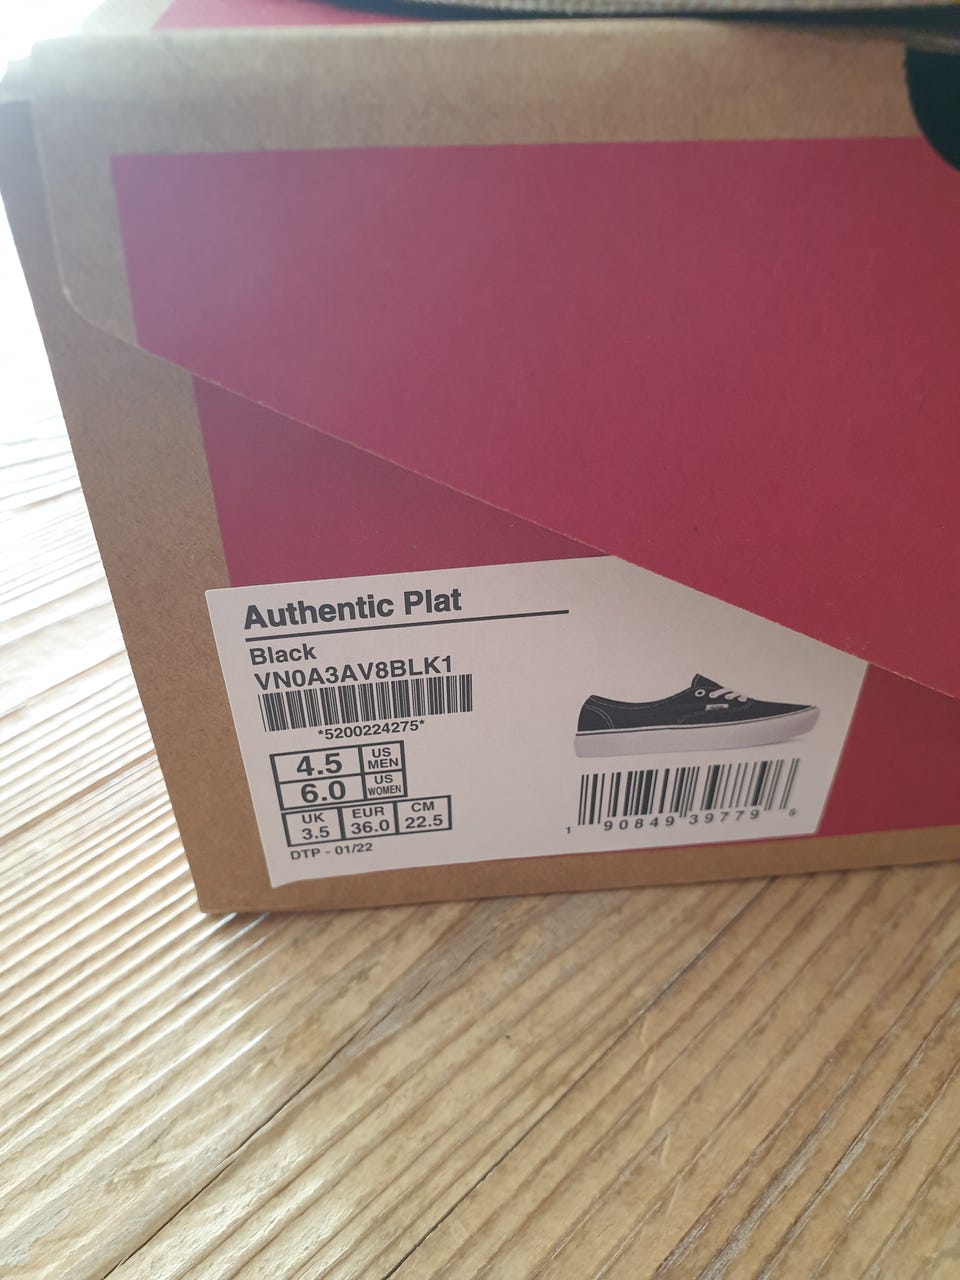 Authentic Plat
Black
VN0A3AV8BLK1
*5200224275*
4.5 US MEN
6.0 US WOMEN
UK 3.5 EUR 36.0 CM 22.5
DTP - 01/22
1 90849 39779 6